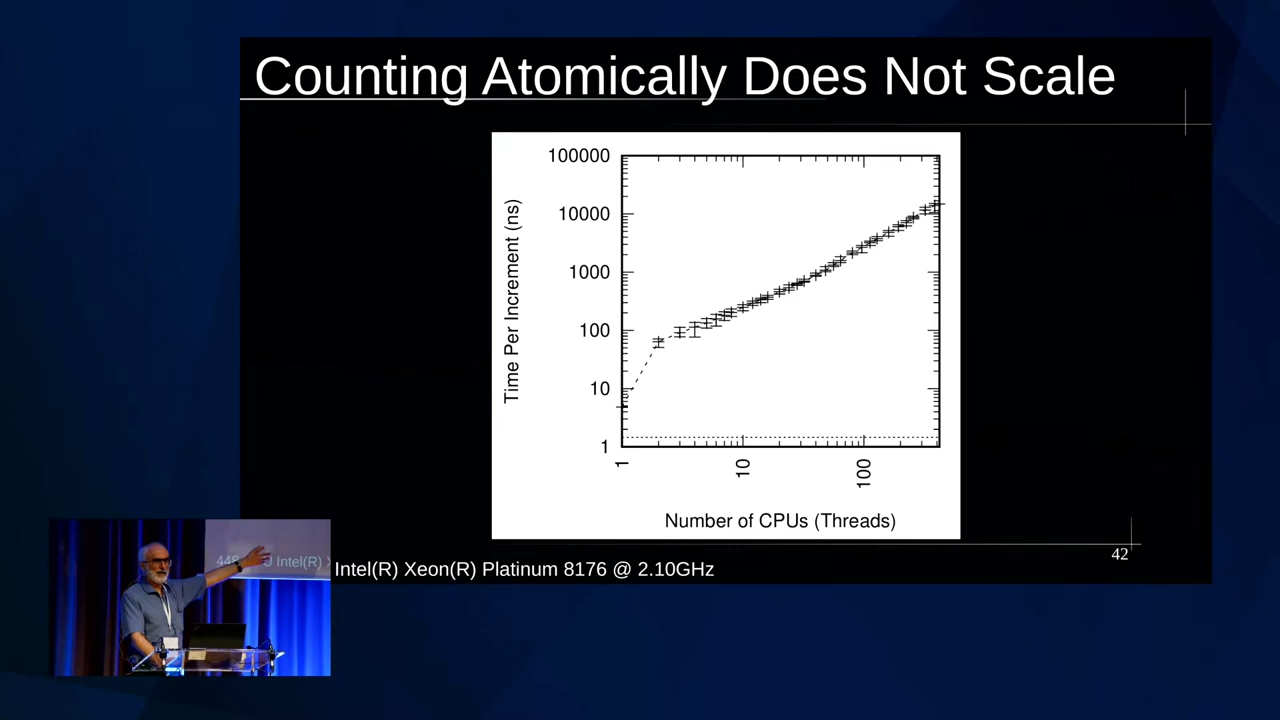 Counting Atomically Does Not Scale
Time Per Increment (ns)
100000
10000
1000
100
10
1
1
10
100
Number of CPUs (Threads)
42
Intel(R) Xeon(R) Platinum 8176 @ 2.10GHz
Intel(R)